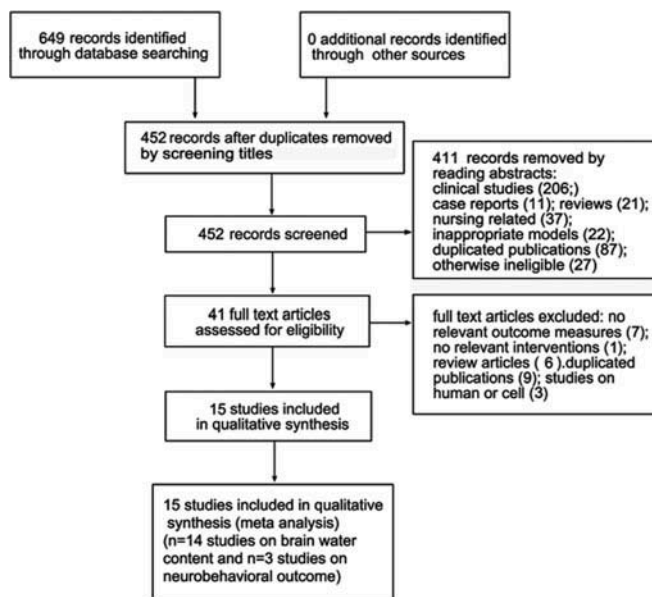 649 records identified
through database searching
0 additional records identified
through other sources
452 records after duplicates removed
by screening titles
411 records removed by
reading abstracts:
clinical studies (206;)
case reports (11); reviews (21);
nursing related (37);
inappropriate models (22);
duplicated publications (87);
otherwise ineligible (27)
452 records screened
41 full text articles
assessed for eligibility
full text articles excluded: no
relevant outcome measures (7);
no relevant interventions (1);
review articles ( 6 ).duplicated
publications (9); studies on
human or cell (3)
15 studies included
in qualitative synthesis
15 studies included in qualitative
synthesis (meta analysis)
(n=14 studies on brain water
content and n=3 studies on
neurobehavioral outcome)